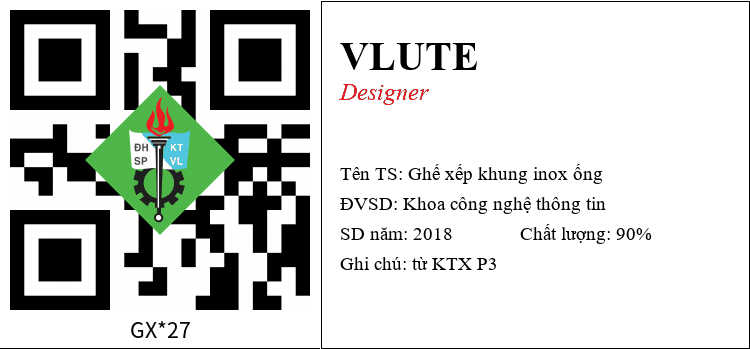 ĐH KT
SP VL
GX*27
VLUTE
Designer
Tên TS: Ghế xếp khung inox ống
ĐVSD: Khoa công nghệ thông tin
SD năm: 2018 Chất lượng: 90%
Ghi chú: từ KTX P3